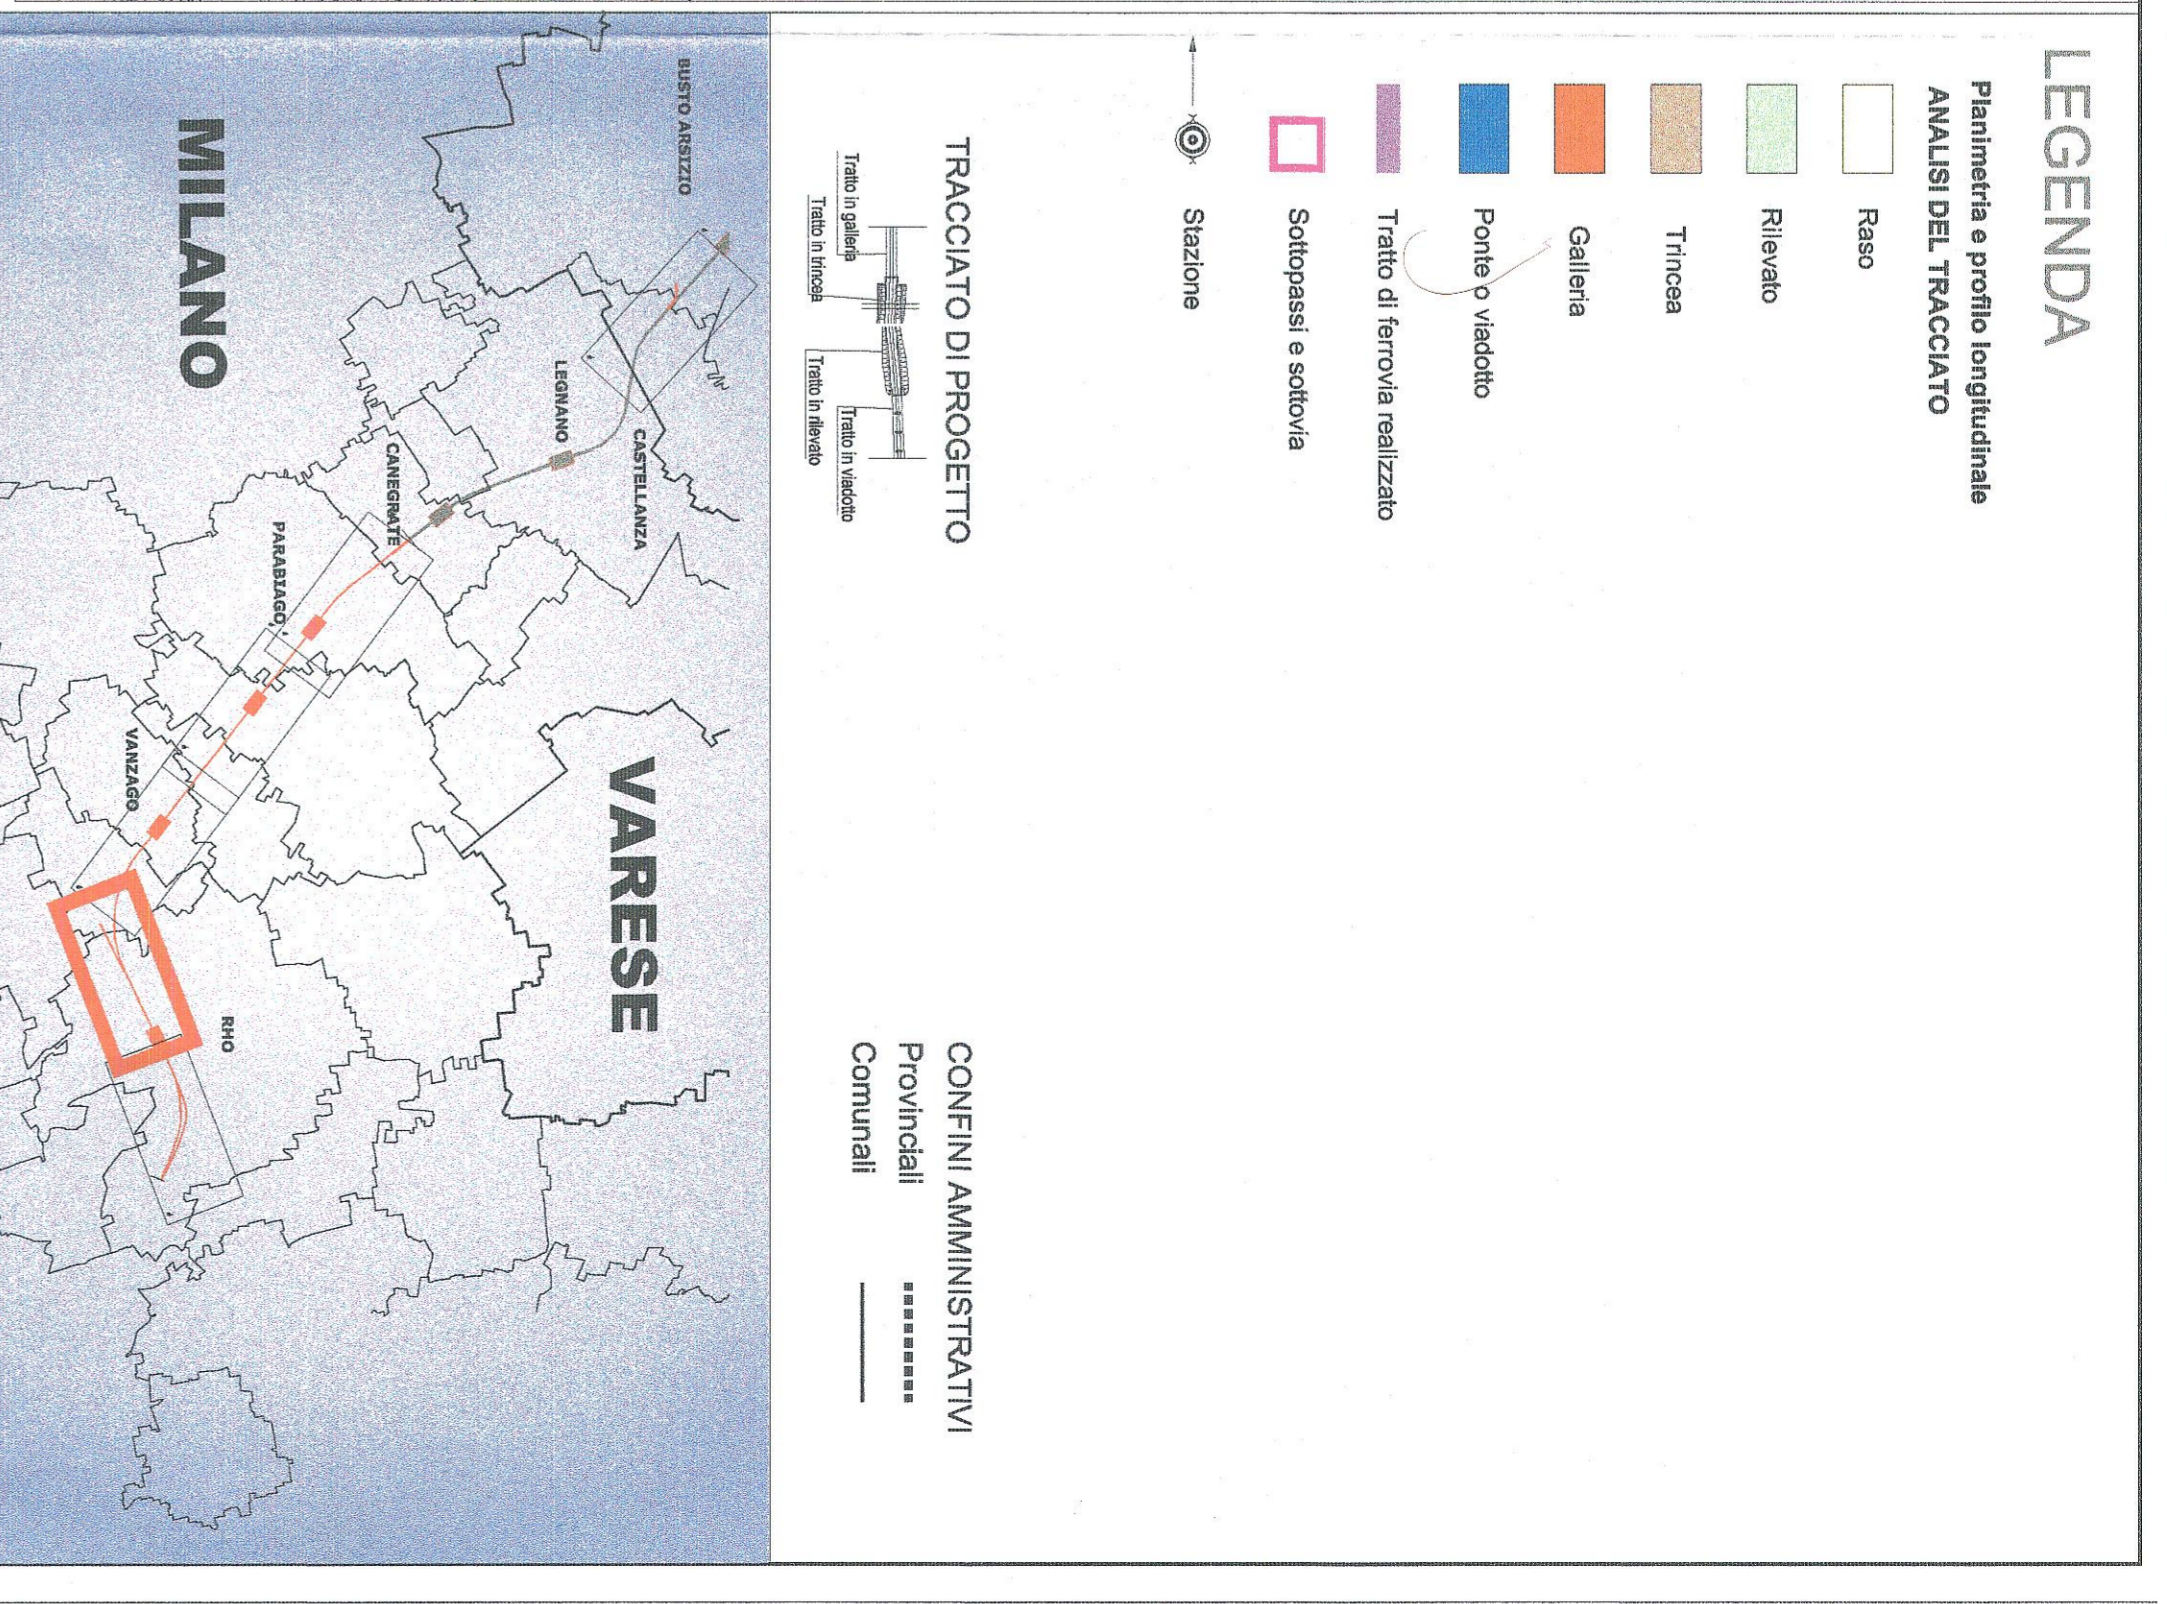 LEGENDA
Planimetria e profilo longitudinale
ANALISI DEL TRACCIATO
Raso
Rilevato
Trincea
Galleria
Ponte o viadotto
Tratto di ferrovia realizzato
Sottopassi e sottovia
Stazione
TRACCIATO DI PROGETTO
Tratto in galleria
Tratto in trincea
Tratto in viadotto
Tratto in rilevato
CONFINI AMMINISTRATIVI
Provinciali
Comunali
BUSTO ARSIZIO
CASTELLANZA
VARESE
LEGNANO
CANEGRATE
PARABIAGO
RHO
MILANO
VANZAGO